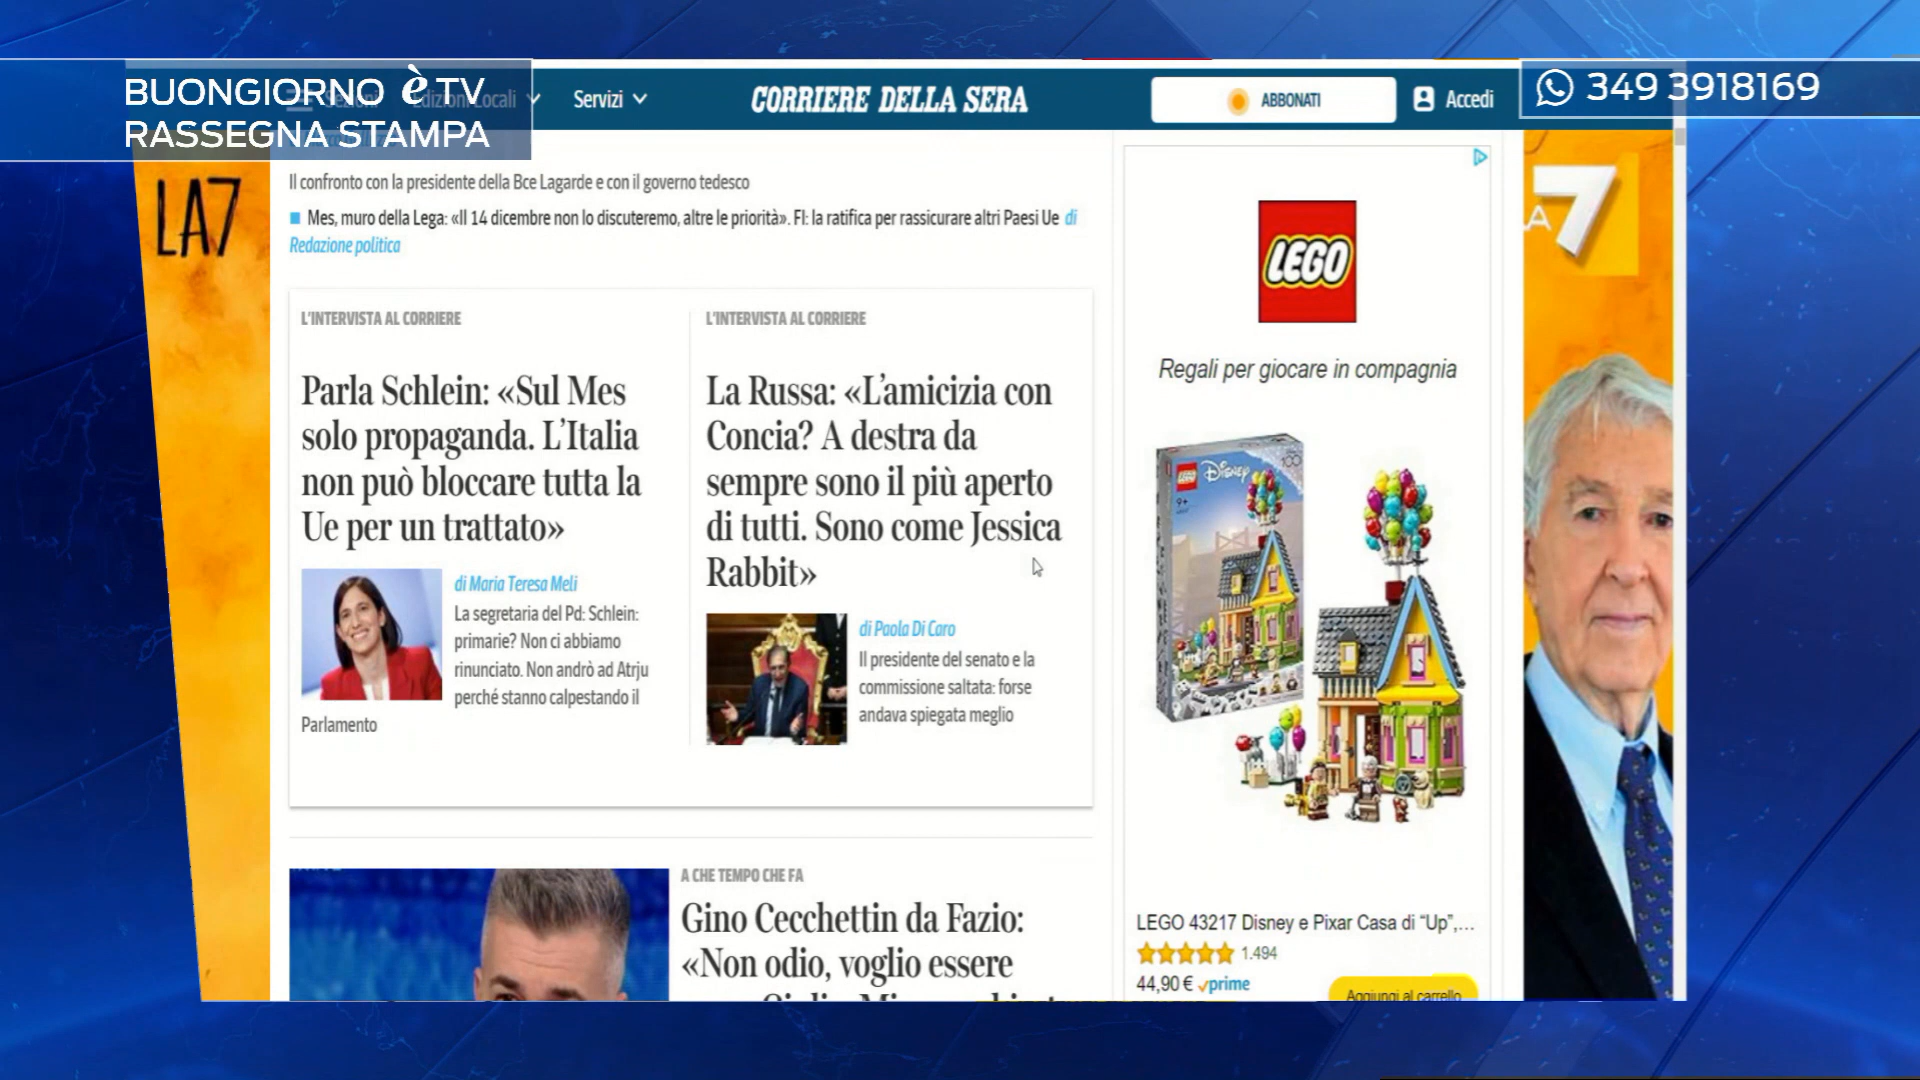 BUONGIORNO è TV
RASSEGNA STAMPA
Sezioni Edizioni Locali
Servizi
CORRIERE DELLA SERA
ABBONATI
Accedi
349 3918169
LA7
Il confronto con la presidente della Bce Lagarde e con il governo tedesco
Mes, muro della Lega: «Il 14 dicembre non lo discuteremo, altre le priorità». FI: la ratifica per rassicurare altri Paesi Ue di
Redazione politica
L'INTERVISTA AL CORRIERE
Parla Schlein: «Sul Mes
solo propaganda. L'Italia
non può bloccare tutta la
Ue per un trattato»
di Maria Teresa Meli
La segretaria del Pd: Schlein:
primarie? Non ci abbiamo
rinunciato. Non andrò ad Atrju
perché stanno calpestando il
Parlamento
L'INTERVISTA AL CORRIERE
La Russa: «L'amicizia con
Concia? A destra da
sempre sono il più aperto
di tutti. Sono come Jessica
Rabbit»
di Paola Di Caro
Il presidente del senato e la
commissione saltata: forse
andava spiegata meglio
A CHE TEMPO CHE FA
Gino Cecchettin da Fazio:
«Non odio, voglio essere
LEGO
Regali per giocare in compagnia
LEGO
Disney
100
9+
LEGO 43217 Disney e Pixar Casa di “Up”,...
1.494
44,90 € prime
Aggiungi al carrello
LA7